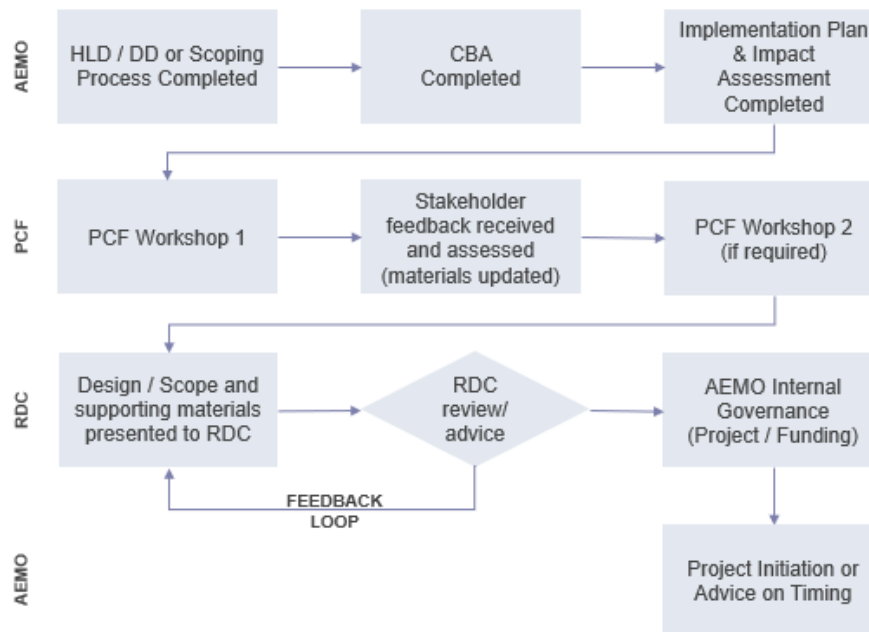 AEMO
HLD / DD or Scoping
Process Completed
CBA
Completed
Implementation Plan
& Impact
Assessment
Completed
PCF
PCF Workshop 1
Stakeholder
feedback received
and assessed
(materials updated)
PCF Workshop 2
(if required)
RDC
Design / Scope and
supporting materials
presented to RDC
RDC
review/
advice
AEMO Internal
Governance
(Project / Funding)
FEEDBACK
LOOP
AEMO
Project Initiation or
Advice on Timing